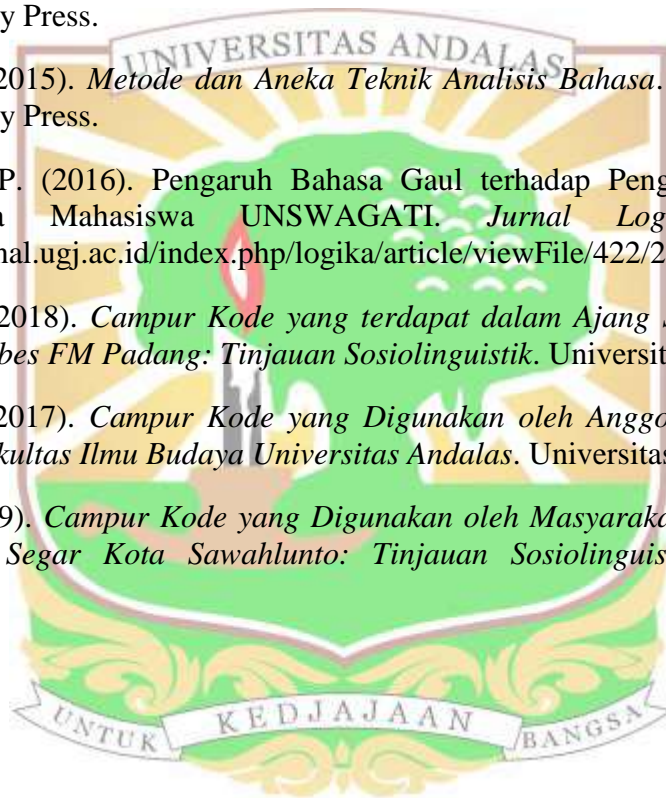 y Press.
UNIVERSITAS ANDALAS
2015). Metode dan Aneka Teknik Analisis Bahasa.
y Press.
P. (2016). Pengaruh Bahasa Gaul terhadap Peng
a Mahasiswa UNSWAGATI. Jurnal Log
nal.ugj.ac.id/index.php/logika/article/viewFile/422/2
2018). Campur Kode yang terdapat dalam Ajang S
bes FM Padang: Tinjauan Sosiolinguistik. Universit
2017). Campur Kode yang Digunakan oleh Anggo
kultas Ilmu Budaya Universitas Andalas. Universitas
9). Campur Kode yang Digunakan oleh Masyaraka
Segar Kota Sawahlunto: Tinjauan Sosiolinguis
UNTUK KEDJAJAAN BANGSA